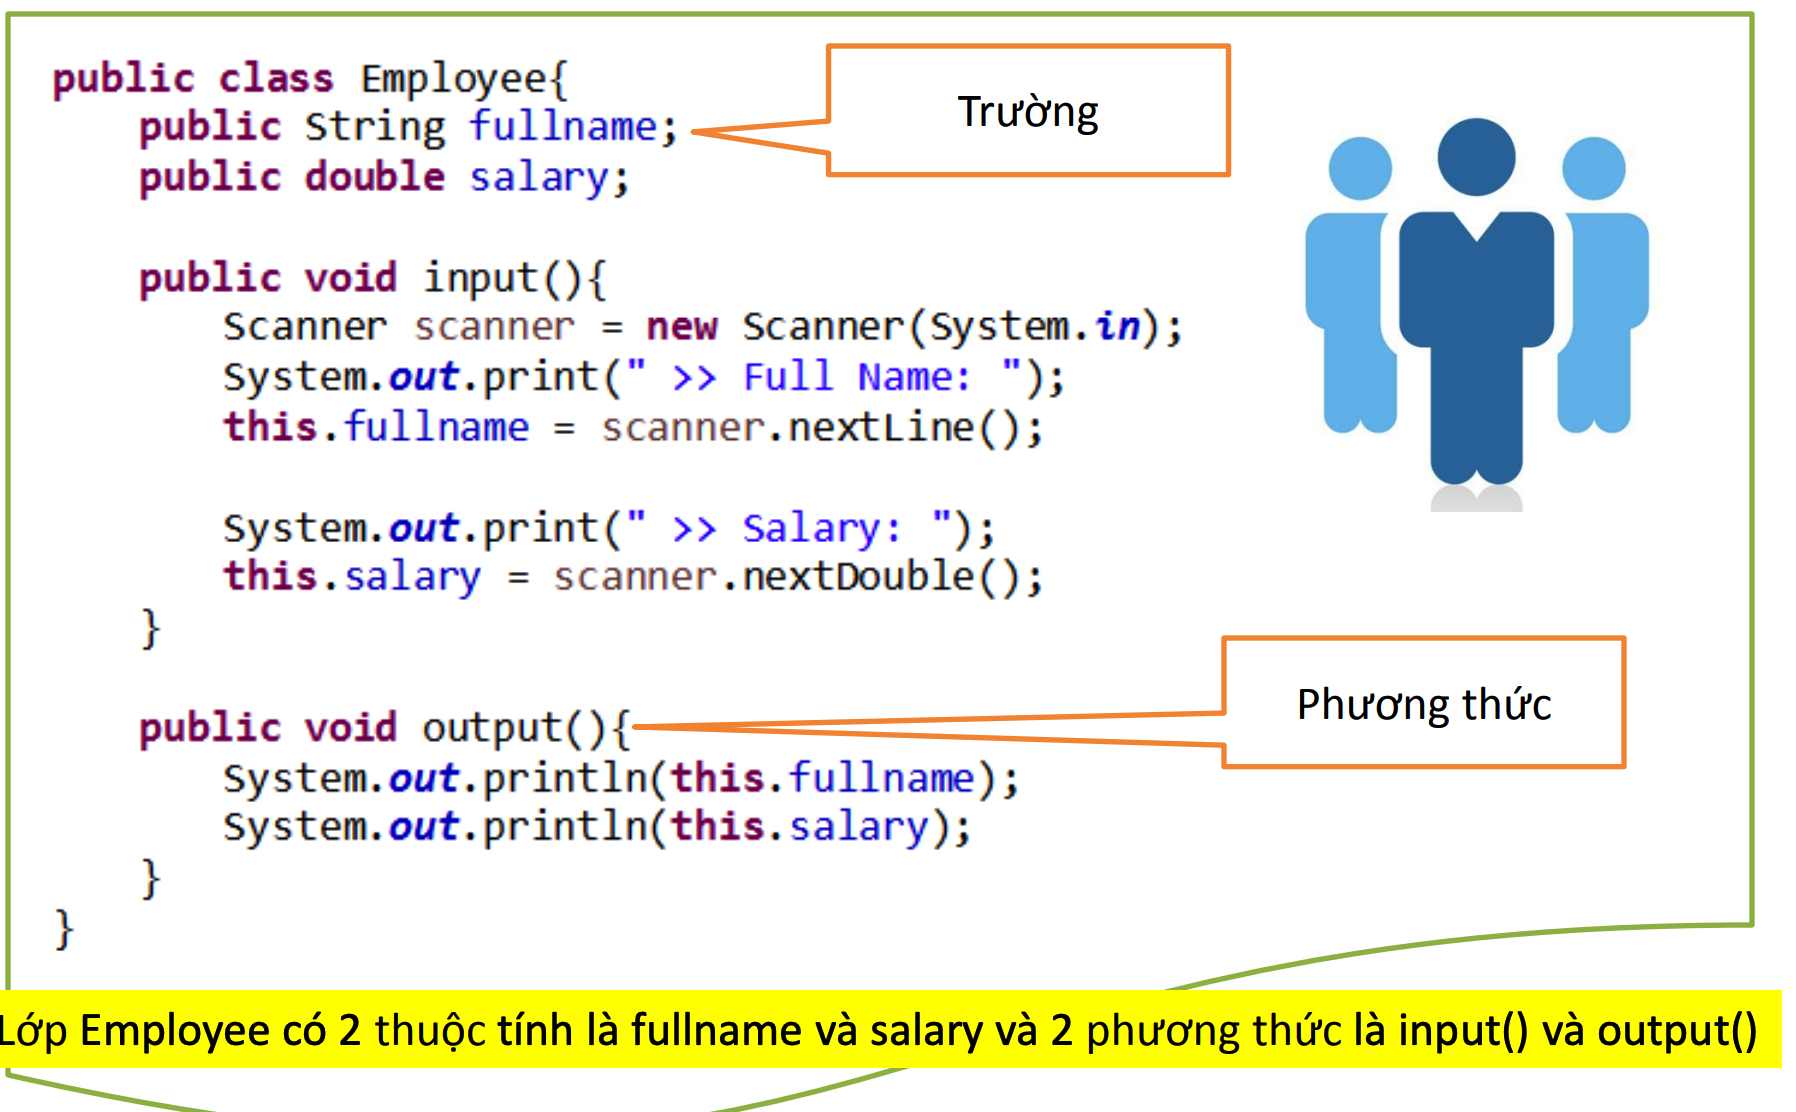 public class Employee{
public String fullname;
public double salary;
Trường
public void input(){
Scanner scanner = new Scanner(System.in);
System.out.print(" >> Full Name: ");
this.fullname = scanner.nextLine();
System.out.print(" >> Salary: ");
this.salary = scanner.nextDouble();
}
public void output(){
Phương thức
System.out.println(this.fullname);
System.out.println(this.salary);
}
}
Lớp Employee có 2 thuộc tính là fullname và salary và 2 phương thức là input() và output()